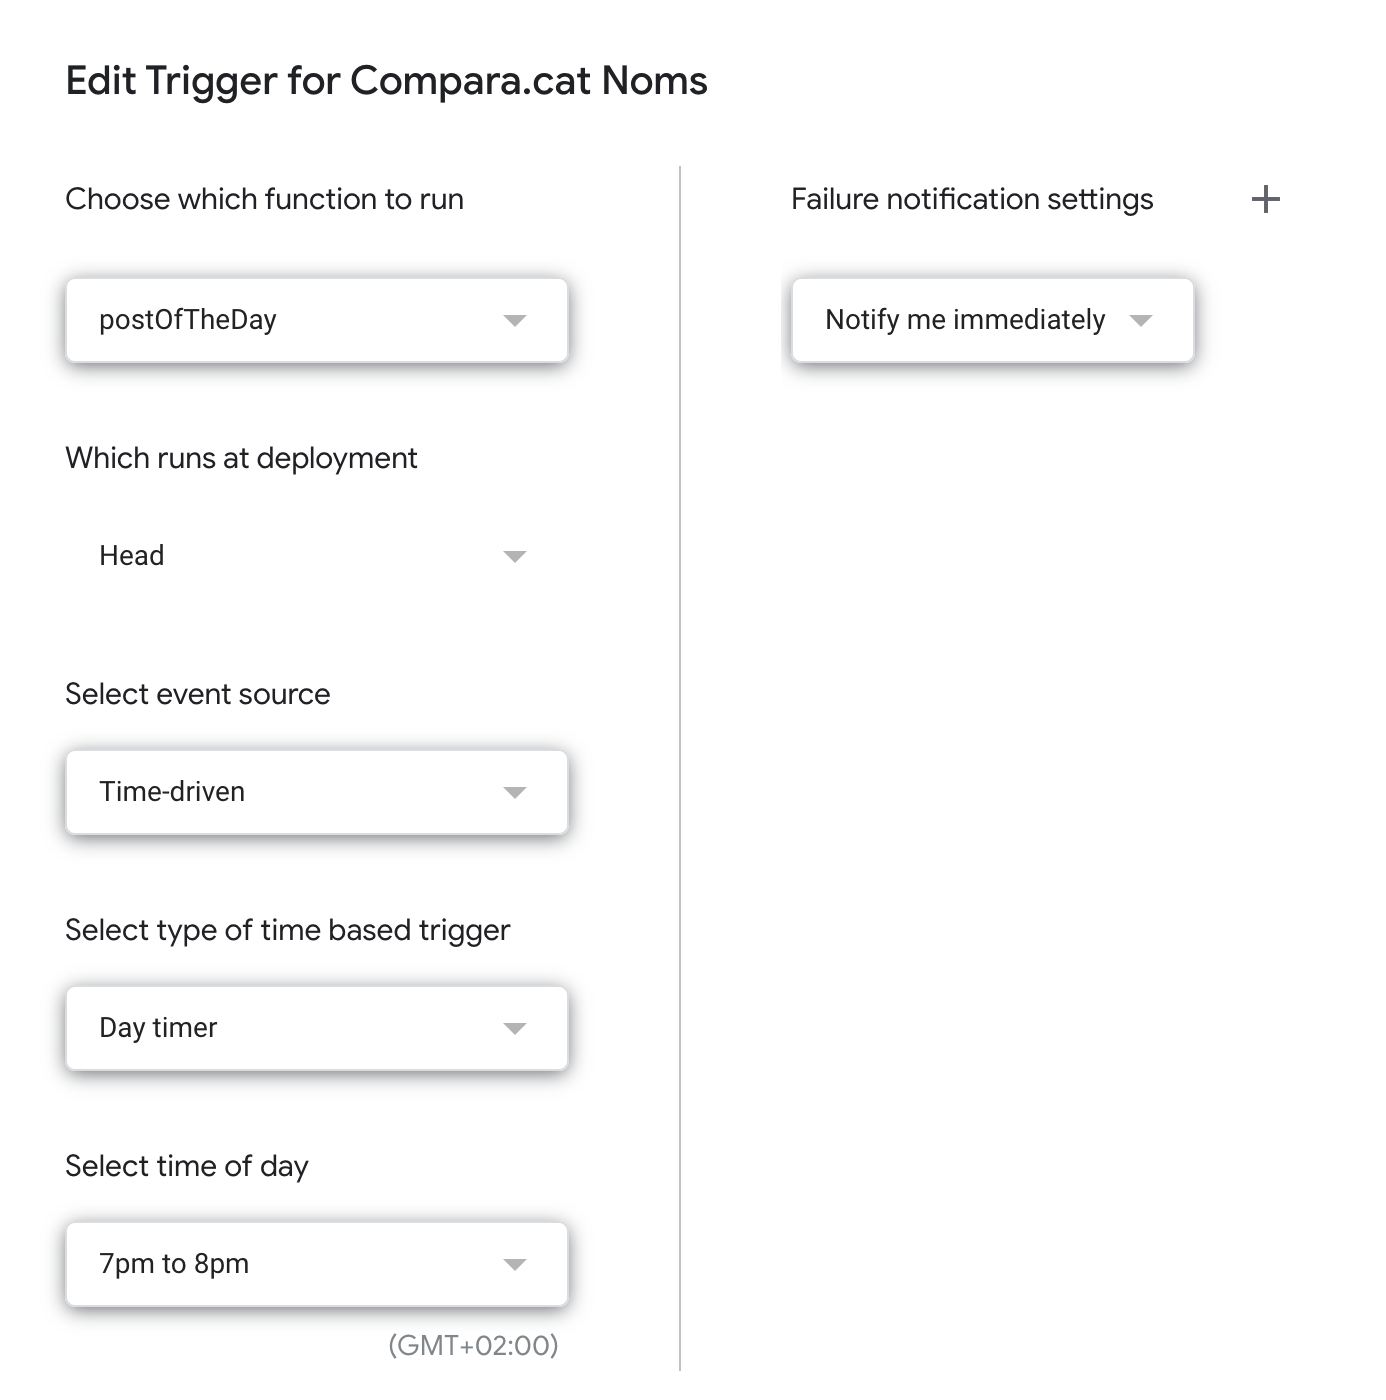 Edit Trigger for Compara.cat Noms
Choose which function to run
postOfTheDay
Which runs at deployment
Head
Select event source
Time-driven
Select type of time based trigger
Day timer
Select time of day
7pm to 8pm
(GMT+02:00)
Failure notification settings
Notify me immediately